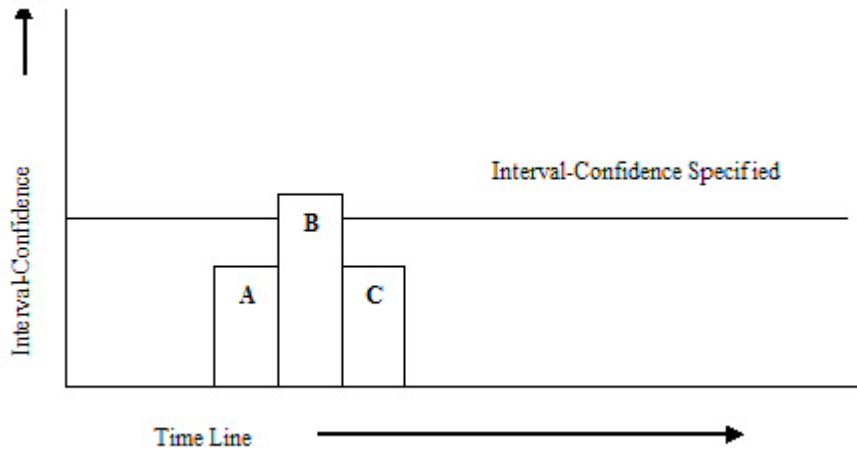 Interval-Confidence
Interval-Confidence Specified
B
A
C
Time Line